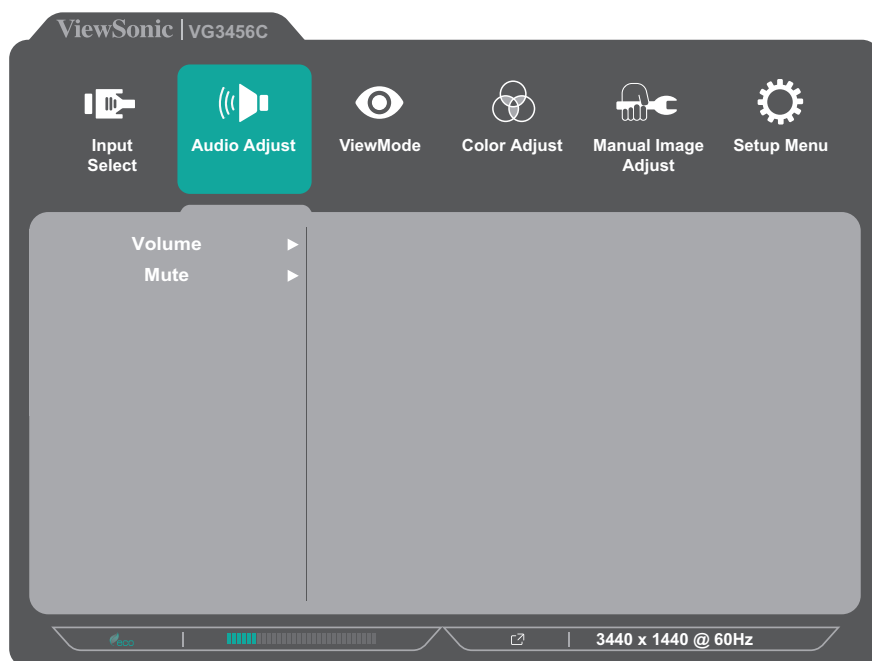 ViewSonic | VG3456C
Input Select
Audio Adjust
ViewMode
Color Adjust
Manual Image Adjust
Setup Menu
Volume
Mute
eco
3440 x 1440 @ 60Hz